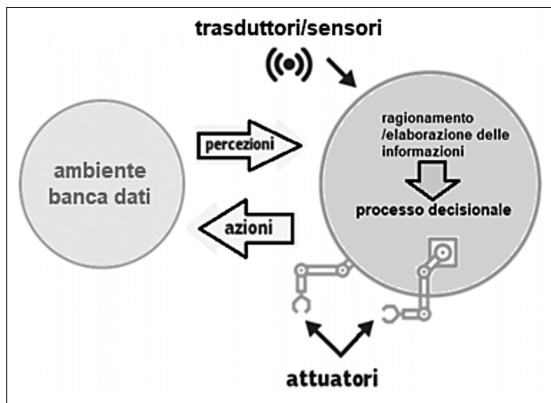 trasduttori/sensori
ragionamento
/elaborazione delle
informazioni
percezioni
ambiente
banca dati
processo decisionale
azioni
attuatori